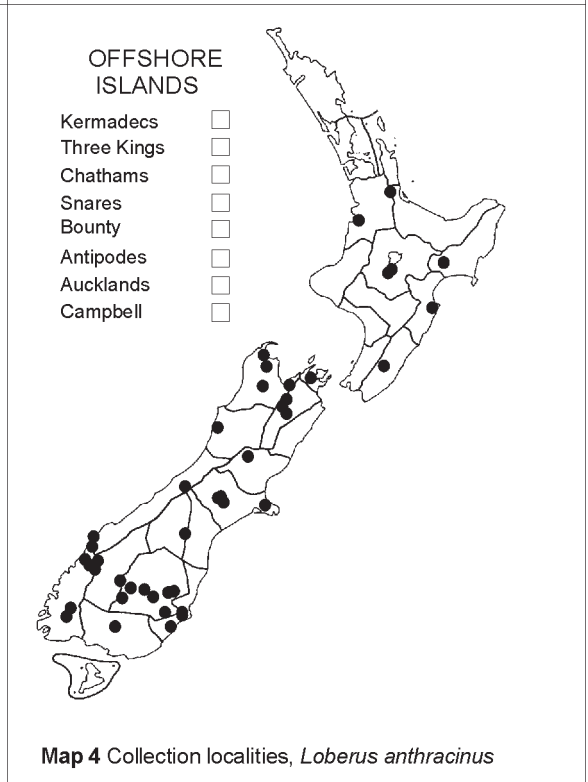 OFFSHORE
ISLANDS
Kermadecs
Three Kings
Chathams
Snares
Bounty
Antipodes
Aucklands
Campbell
Map 4 Collection localities, Loberus anthracinus